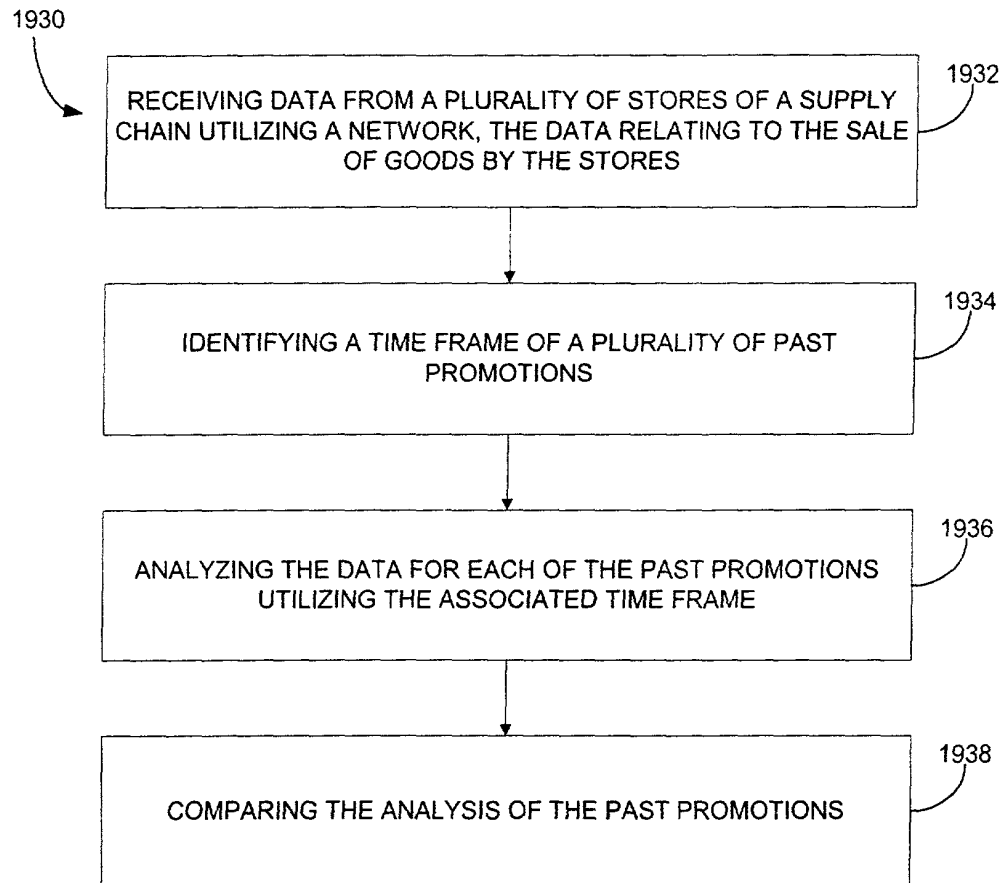 1930
1932
RECEIVING DATA FROM A PLURALITY OF STORES OF A SUPPLY
CHAIN UTILIZING A NETWORK, THE DATA RELATING TO THE SALE
OF GOODS BY THE STORES
1934
IDENTIFYING A TIME FRAME OF A PLURALITY OF PAST
PROMOTIONS
1936
ANALYZING THE DATA FOR EACH OF THE PAST PROMOTIONS
UTILIZING THE ASSOCIATED TIME FRAME
1938
COMPARING THE ANALYSIS OF THE PAST PROMOTIONS